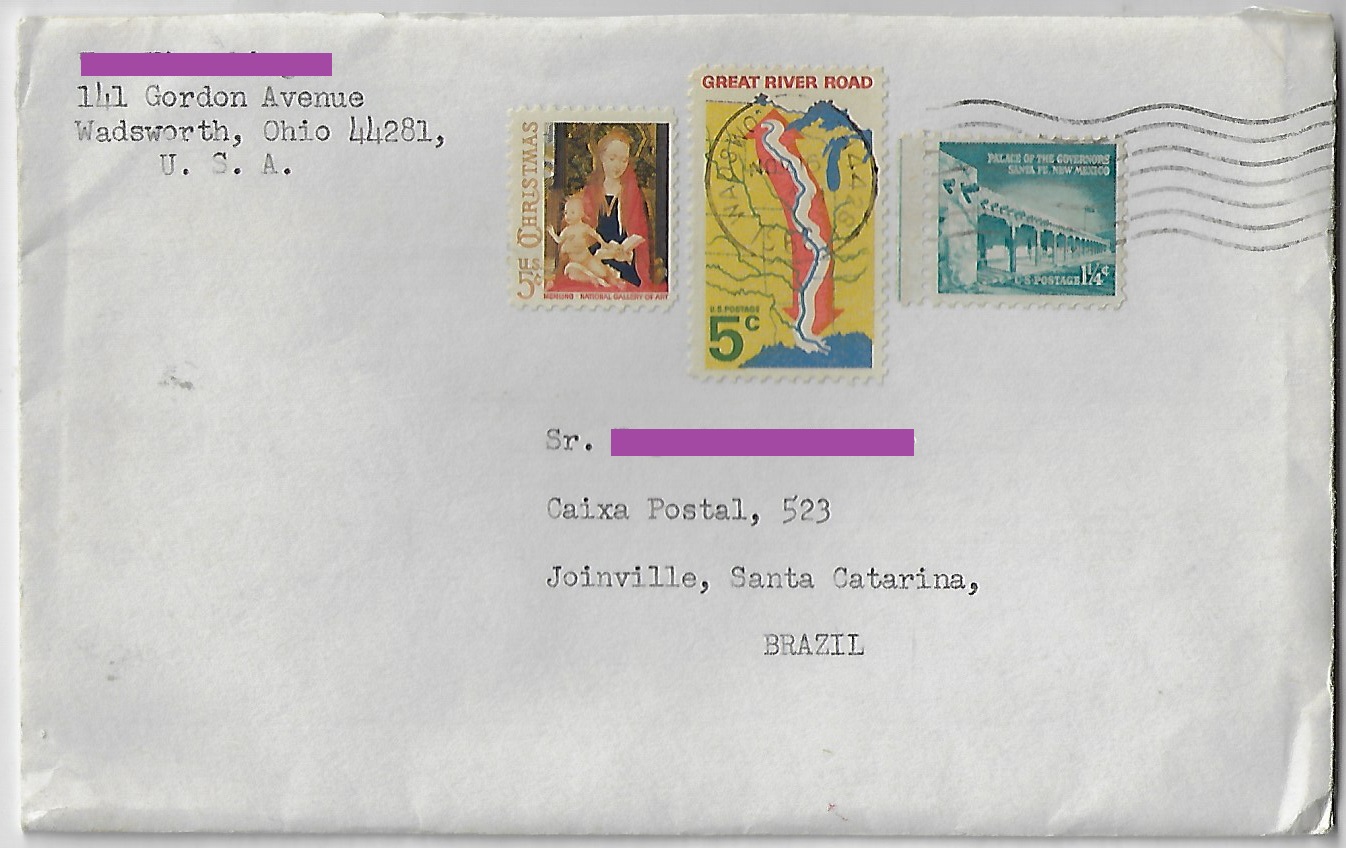 141 Gordon Avenue
Wadsworth, Ohio 44281,
U. S. A.
CHRISTMAS
5c U.S.
MEMLING : NATIONAL GALLERY OF ART
GREAT RIVER ROAD
U.S. POSTAGE
5c
PALACE OF THE GOVERNORS
SANTA FE, NEW MEXICO
U·S·POSTAGE 1¼¢
Sr.
Caixa Postal, 523
Joinville, Santa Catarina,
BRAZIL